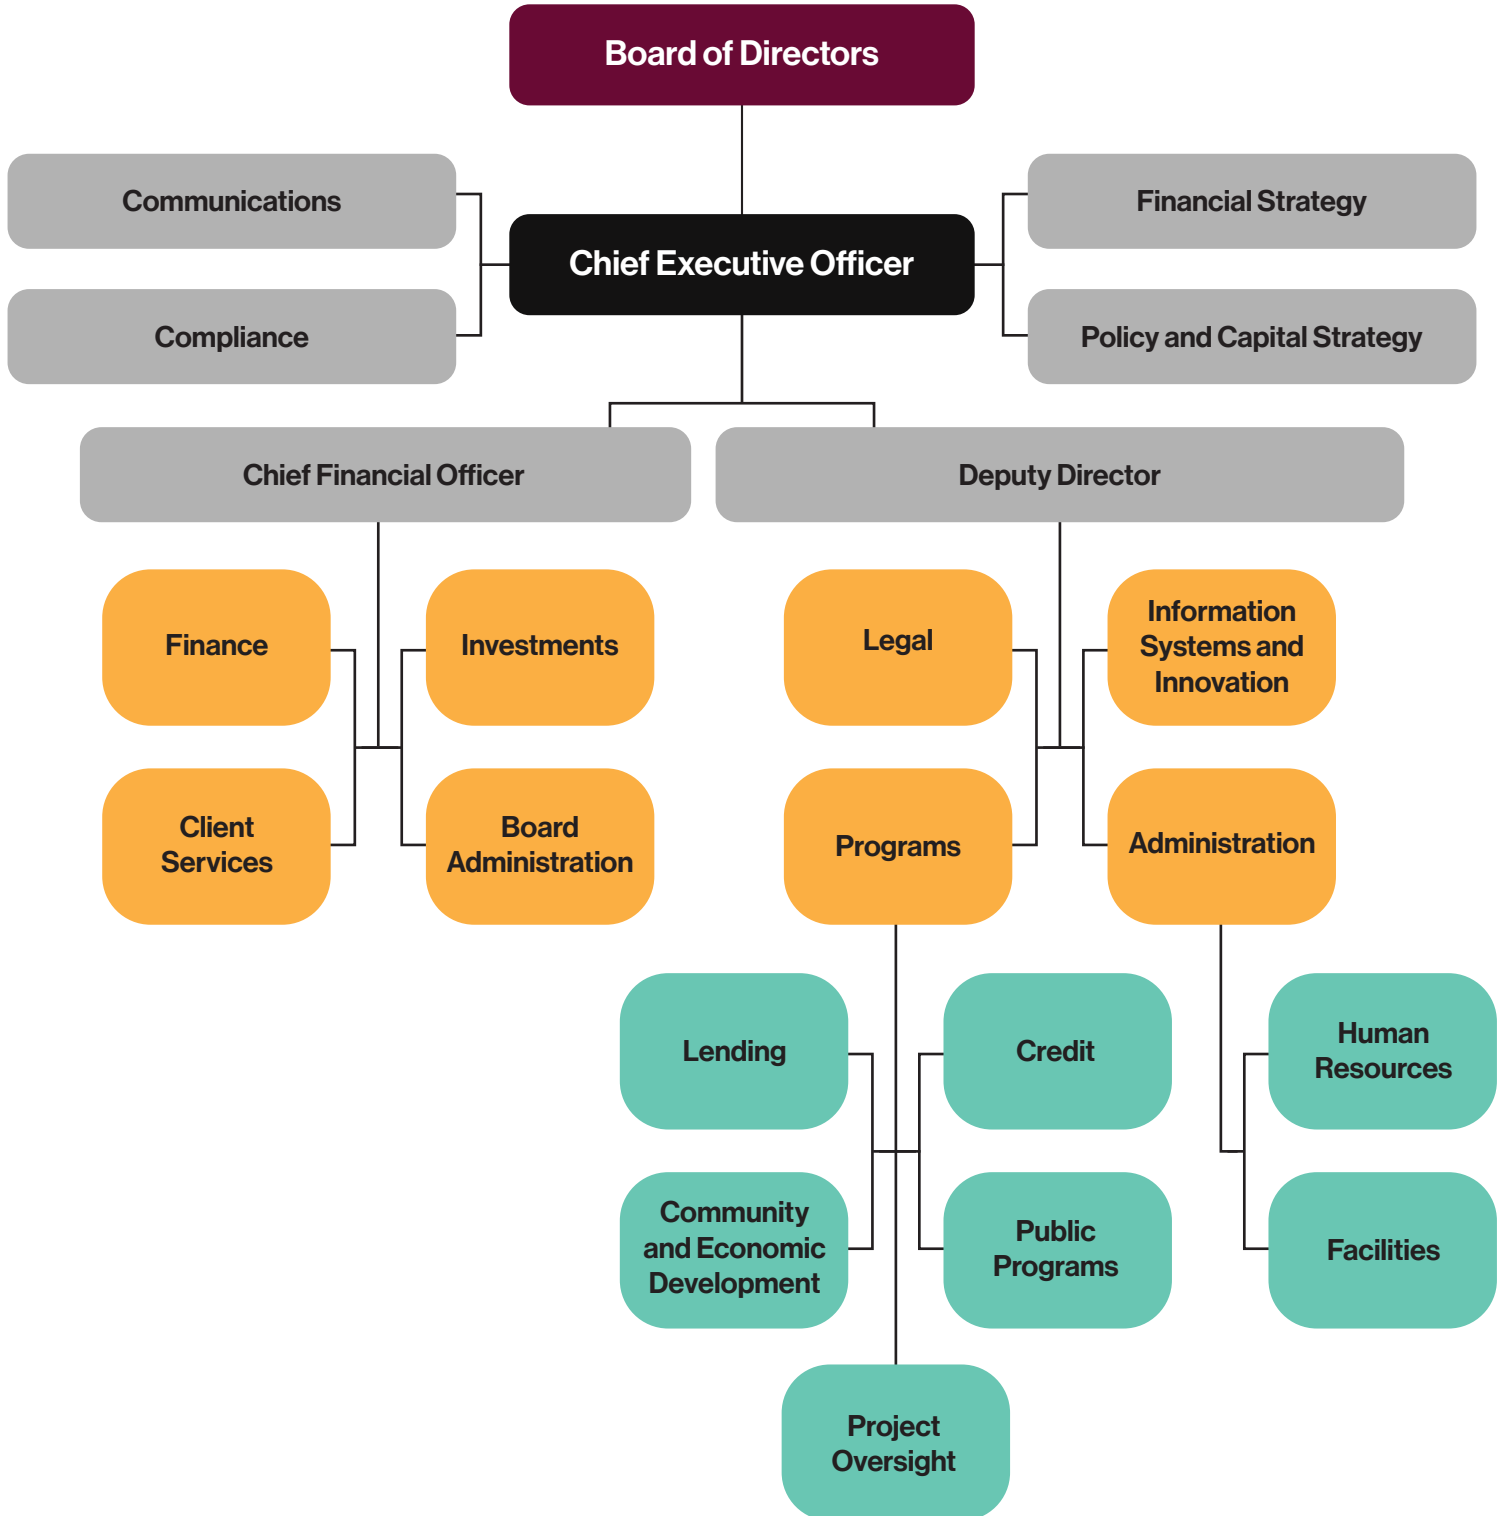 Board of Directors
Communications
Financial Strategy
Chief Executive Officer
Compliance
Policy and Capital Strategy
Chief Financial Officer
Deputy Director
Finance
Investments
Legal
Information
Systems and
Innovation
Client
Services
Board
Administration
Programs
Administration
Lending
Credit
Human
Resources
Community
and Economic
Development
Public
Programs
Facilities
Project
Oversight